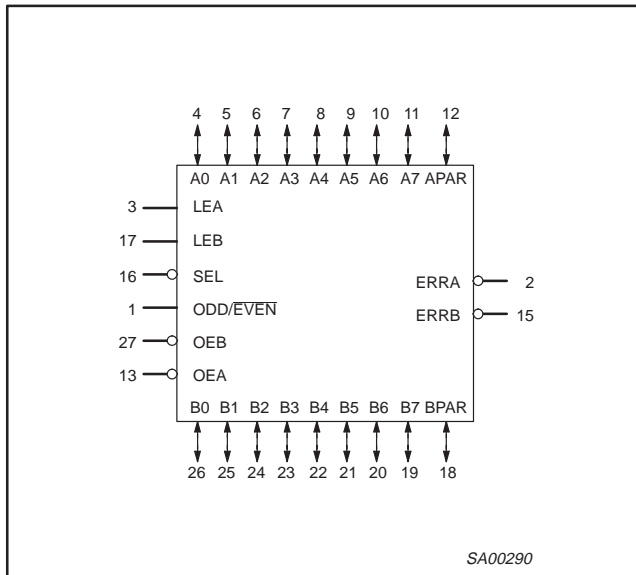 4 5 6 7 8 9 10 11 12
A0 A1 A2 A3 A4 A5 A6 A7 APAR
3 LEA
17 LEB
16 SEL
ERRA 2
1 ODD/E̅V̅E̅N̅
ERRB 15
27 OEB
13 OEA
B0 B1 B2 B3 B4 B5 B6 B7 BPAR
26 25 24 23 22 21 20 19 18
SA00290